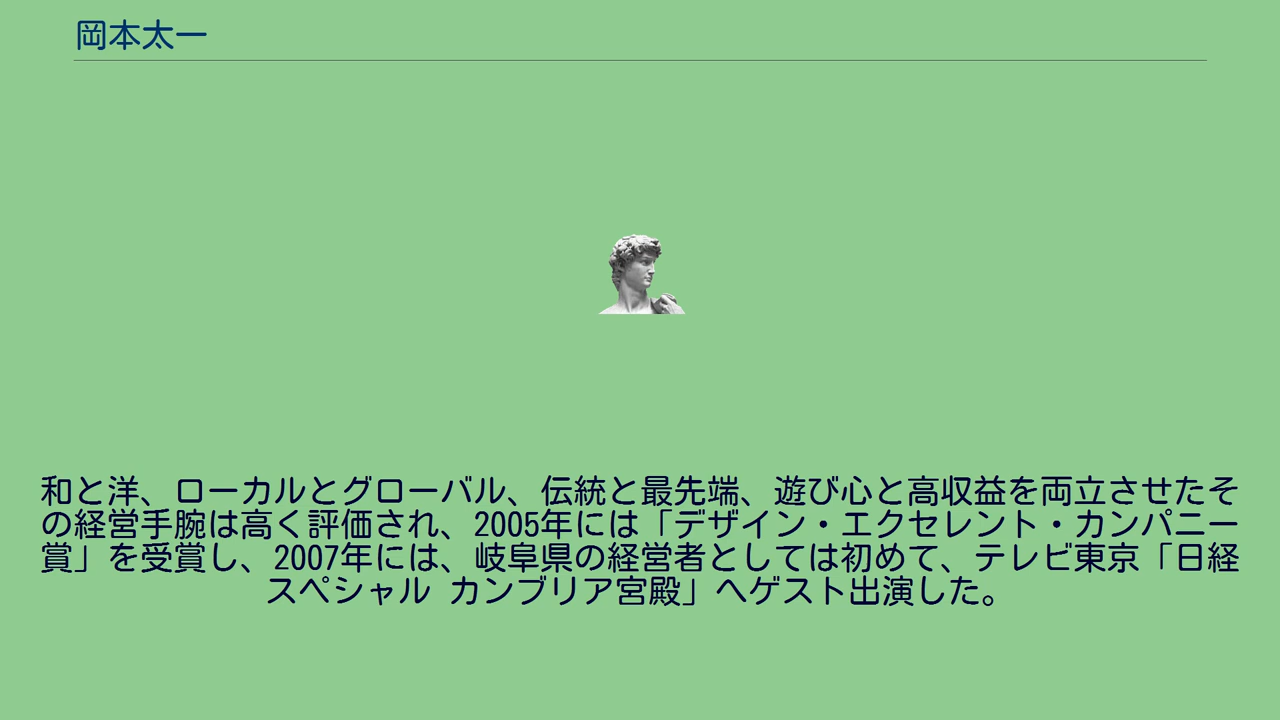 岡本太一
和と洋、ローカルとグローバル、伝統と最先端、遊び心と高収益を両立させたそ
の経営手腕は高く評価され、2005年には「デザイン・エクセレント・カンパニー
賞」を受賞し、2007年には、岐阜県の経営者としては初めて、テレビ東京「日経
スペシャル カンブリア宮殿」へゲスト出演した。